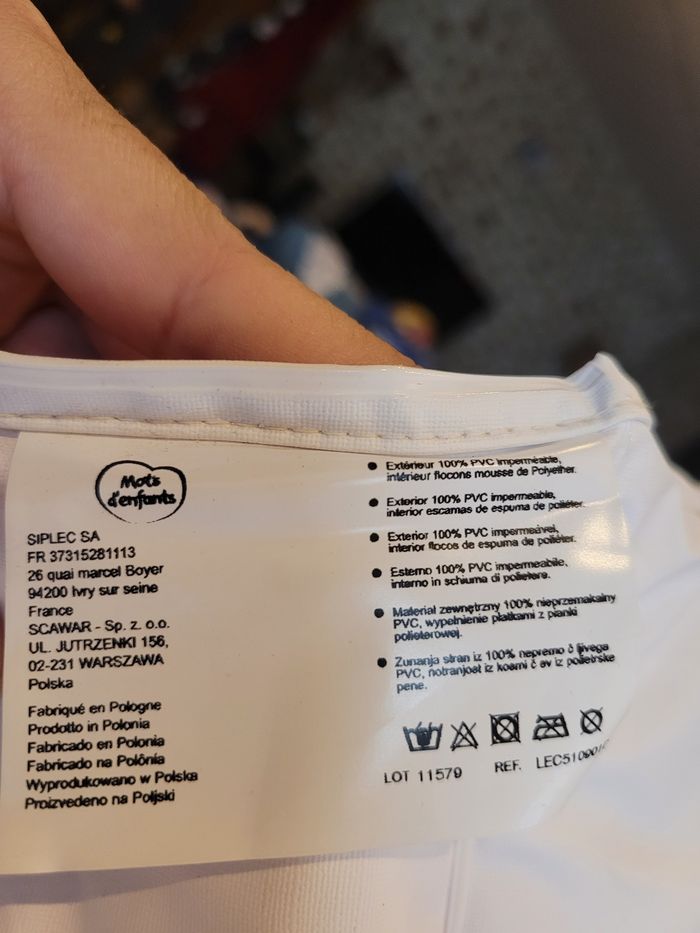 Mots
d'enfants
SIPLEC SA
FR 37315281113
26 quai marcel Boyer
94200 Ivry sur seine
France
SCAWAR - Sp. z. o.o.
UL. JUTRZENKI 156,
02-231 WARSZAWA
Polska
Fabriqué en Pologne
Prodotto in Polonia
Fabricado en Polonia
Fabricado na Polônia
Wyprodukowano w Polska
Proizvedeno na Poljski
• Extérieur 100% PVC imperméable,
intérieur flocons mousse de Polyether.
• Exterior 100% PVC impermeable,
interior escamas de espuma de poliéter.
• Exterior 100% PVC impermeável,
interior flocos de espuma de poliéter.
• Esterno 100% PVC impermeabile,
interno in schiuma di polietere.
• Materiał zewnętrzny 100% nieprzemakalny
PVC, wypełnienie płatkami z pianki
polieterowej.
• Zunanja stran iz 100% nepremo č ljivega
PVC, notranjost iz kosmi č ev iz polietrske
pene.
LOT 11579 REF.